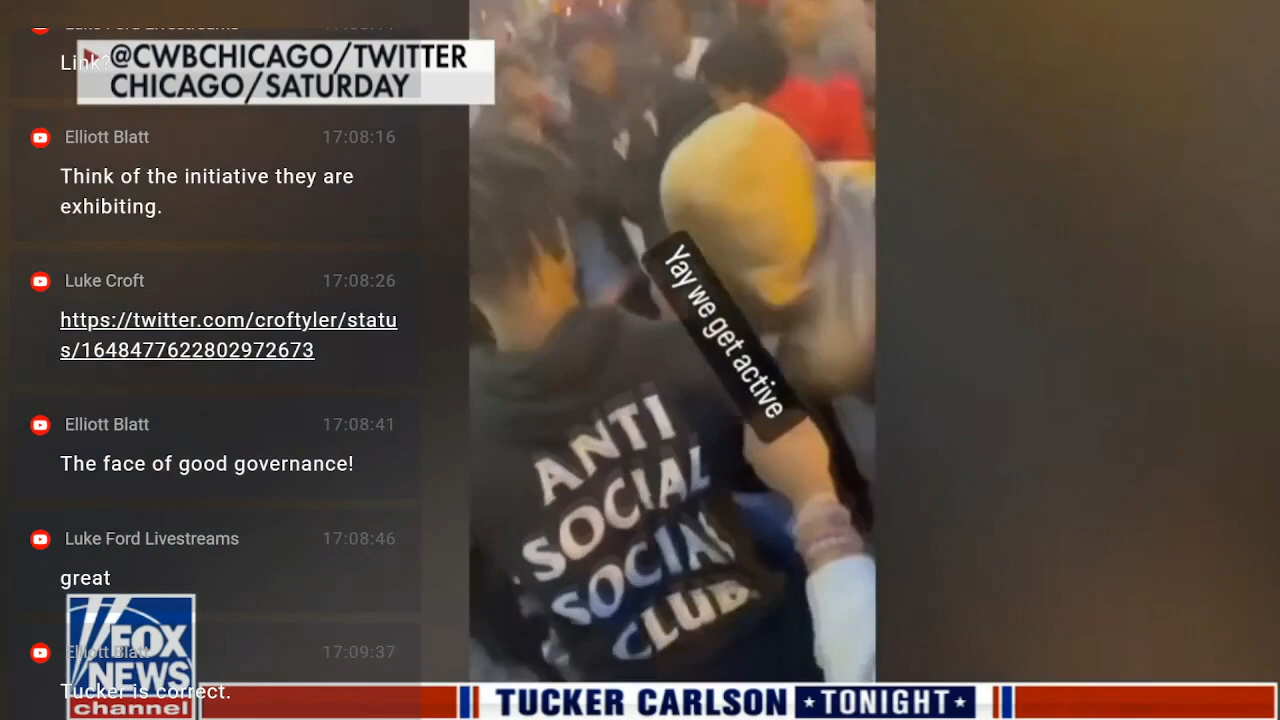 Link?
@CWBCHICAGO/TWITTER
CHICAGO/SATURDAY
Elliott Blatt 17:08:16
Think of the initiative they are
exhibiting.
Luke Croft 17:08:26
https://twitter.com/croftyler/statu
s/1648477622802972673
Elliott Blatt 17:08:41
The face of good governance!
Luke Ford Livestreams 17:08:46
great
Elliott Blatt 17:09:37
Tucker is correct.
Yay we get active
ANTI
SOCIAL
SOCIAL
CLUB
FOX
NEWS
channel
TUCKER CARLSON TONIGHT